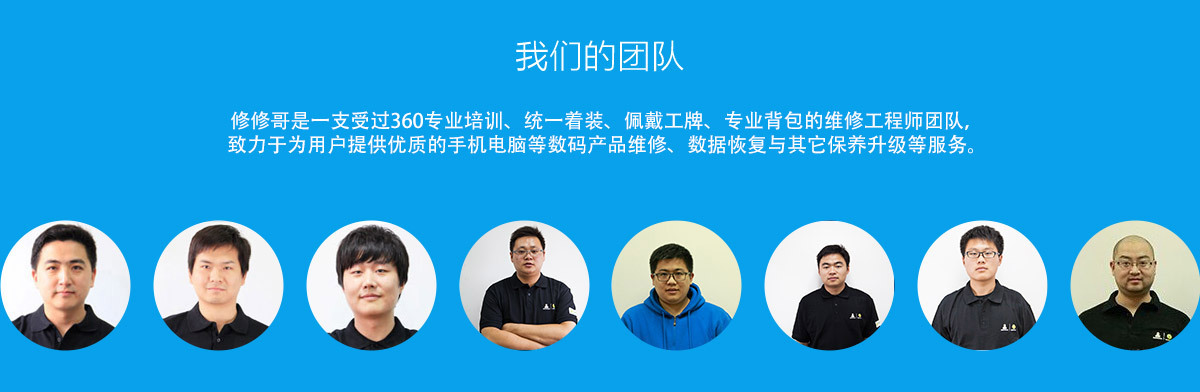 我们的团队
修修哥是一支受过360专业培训、统一着装、佩戴工牌、专业背包的维修工程师团队,
致力于为用户提供优质的手机电脑等数码产品维修、数据恢复与其它保养升级等服务。